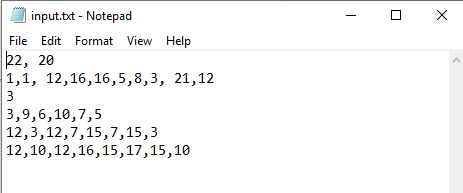 input.txt - Notepad
File Edit Format View Help
22, 20
1,1, 12,16,16,5,8,3, 21,12
3
3,9,6,10,7,5
12,3,12,7,15,7,15,3
12,10,12,16,15,17,15,10